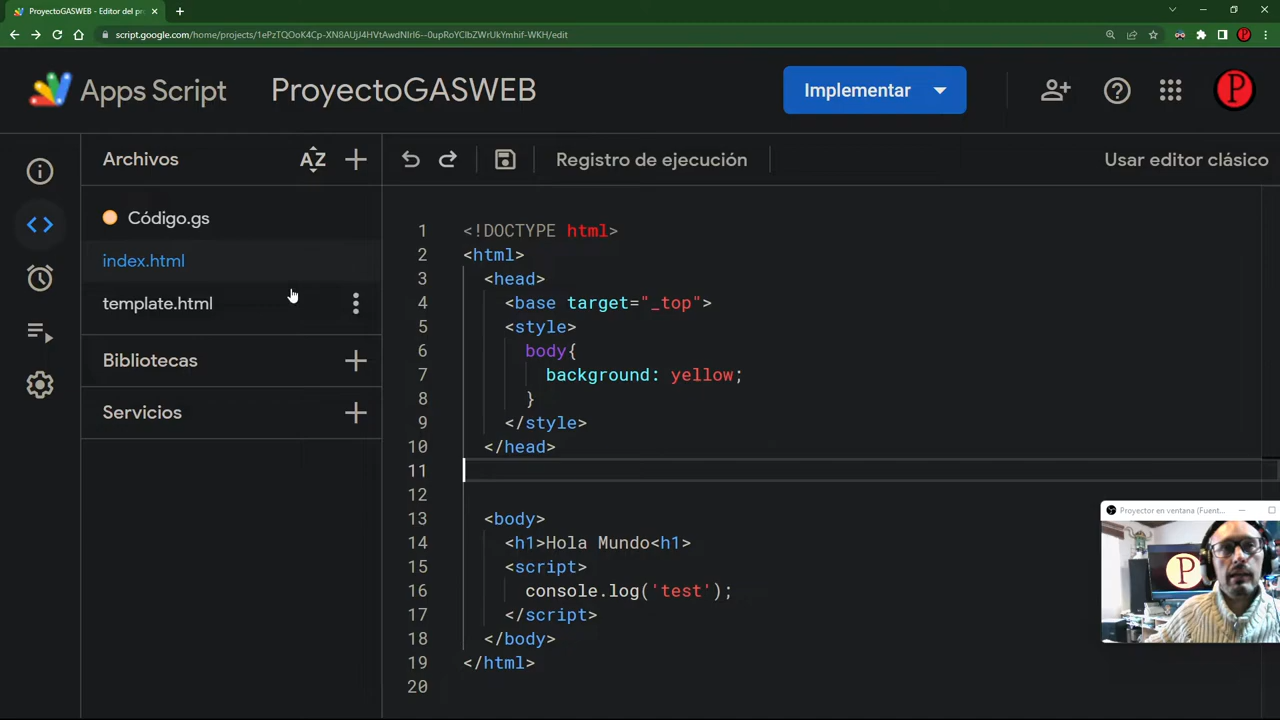 ProyectoGASWEB - Editor del pr
script.google.com/home/projects/1ePzTQOoK4Cp-XN8AUjJ4HVtAwdNIrI6--0upRoYCIbZWrUkYmhif-WKH/edit
Apps Script
ProyectoGASWEB
Implementar
P
Archivos
AZ
Registro de ejecución
Usar editor clásico
Código.gs
index.html
template.html
Bibliotecas
Servicios
1 <!DOCTYPE html>
2 <html>
3 <head>
4 <base target="_top">
5 <style>
6 body{
7 background: yellow;
8 }
9 </style>
10 </head>
11
12
13 <body>
14 <h1>Hola Mundo<h1>
15 <script>
16 console.log('test');
17 </script>
18 </body>
19 </html>
20
Proyector en ventana (Fuent...
P